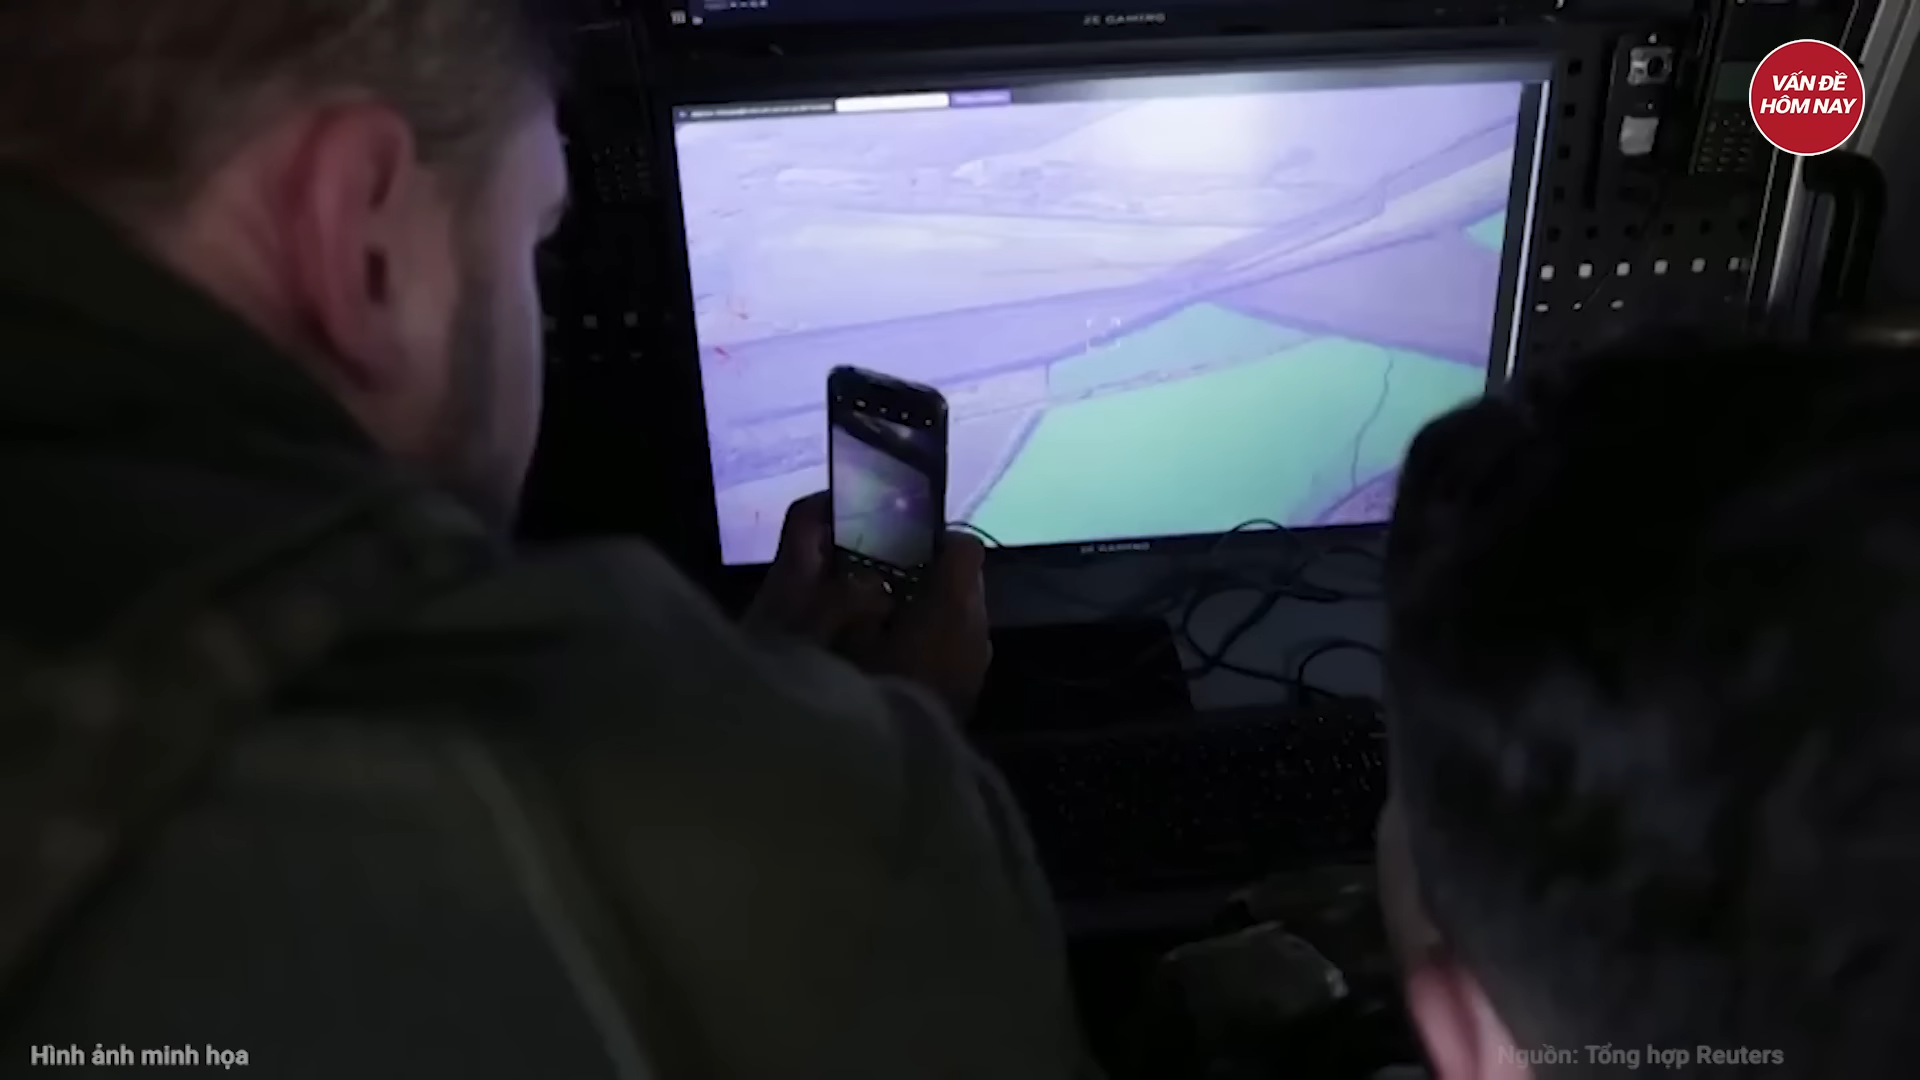 ZE GAMING
VẤN ĐỀ
HÔM NAY
ZE GAMING
Hình ảnh minh họa
Nguồn: Tổng hợp Reuters